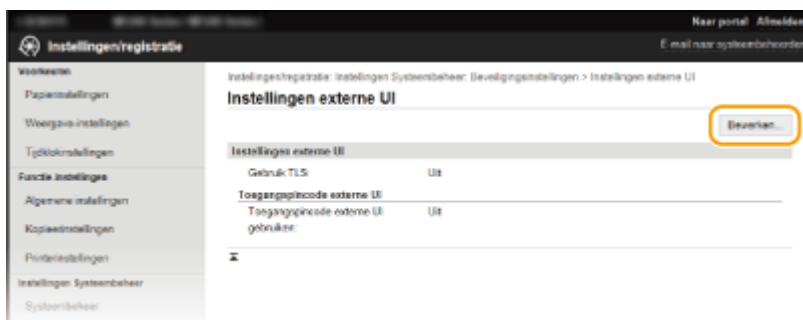 Naar portal Afmelden
Instellingen/registratie
E-mail naar systeembeheerder
Voorkeuren
Instellingen/registratie: Instellingen Systeembeheer: Beveiligingsinstellingen > Instellingen externe UI
Papierinstellingen
Instellingen externe UI
Weergave-instellingen
Bewerken...
Tijdklokinstellingen
Instellingen externe UI
Functie-instellingen
Gebruik TLS: Uit
Algemene instellingen
Toegangspincode externe UI
Toegangspincode externe UI gebruiken: Uit
Kopieerinstellingen
Printerinstellingen
Instellingen Systeembeheer
Systeembeheer